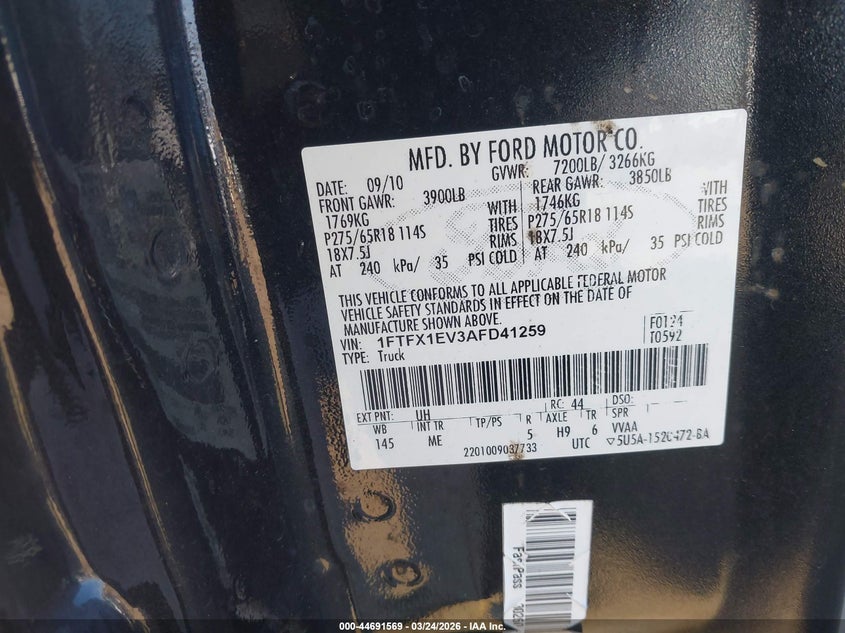 MFD. BY FORD MOTOR CO.
DATE: 09/10 GVWR: 7200LB/ 3266KG
FRONT GAWR: 3900LB REAR GAWR: 3850LB
1769KG WITH 1746KG WITH
P275/65R18 114S TIRES P275/65R18 114S TIRES
18X7.5J RIMS 18X7.5J RIMS
AT 240 kPa/ 35 PSI COLD AT 240 kPa/ 35 PSI COLD
THIS VEHICLE CONFORMS TO ALL APPLICABLE FEDERAL MOTOR
VEHICLE SAFETY STANDARDS IN EFFECT ON THE DATE OF
MANUFACTURE SHOWN ABOVE.
VIN: 1FTFX1EV3AFD41259 F0124
TYPE: Truck T0592
EXT PNT: UH RC: 44 DSO:
WB INT TR TP/PS R AXLE TR SPR
145 ME 5 H9 6 VVAA
2201009037733 UTC ▽5U5A-1520472-BA
FastPass
000-44691569 - 03/24/2026 - IAA Inc.